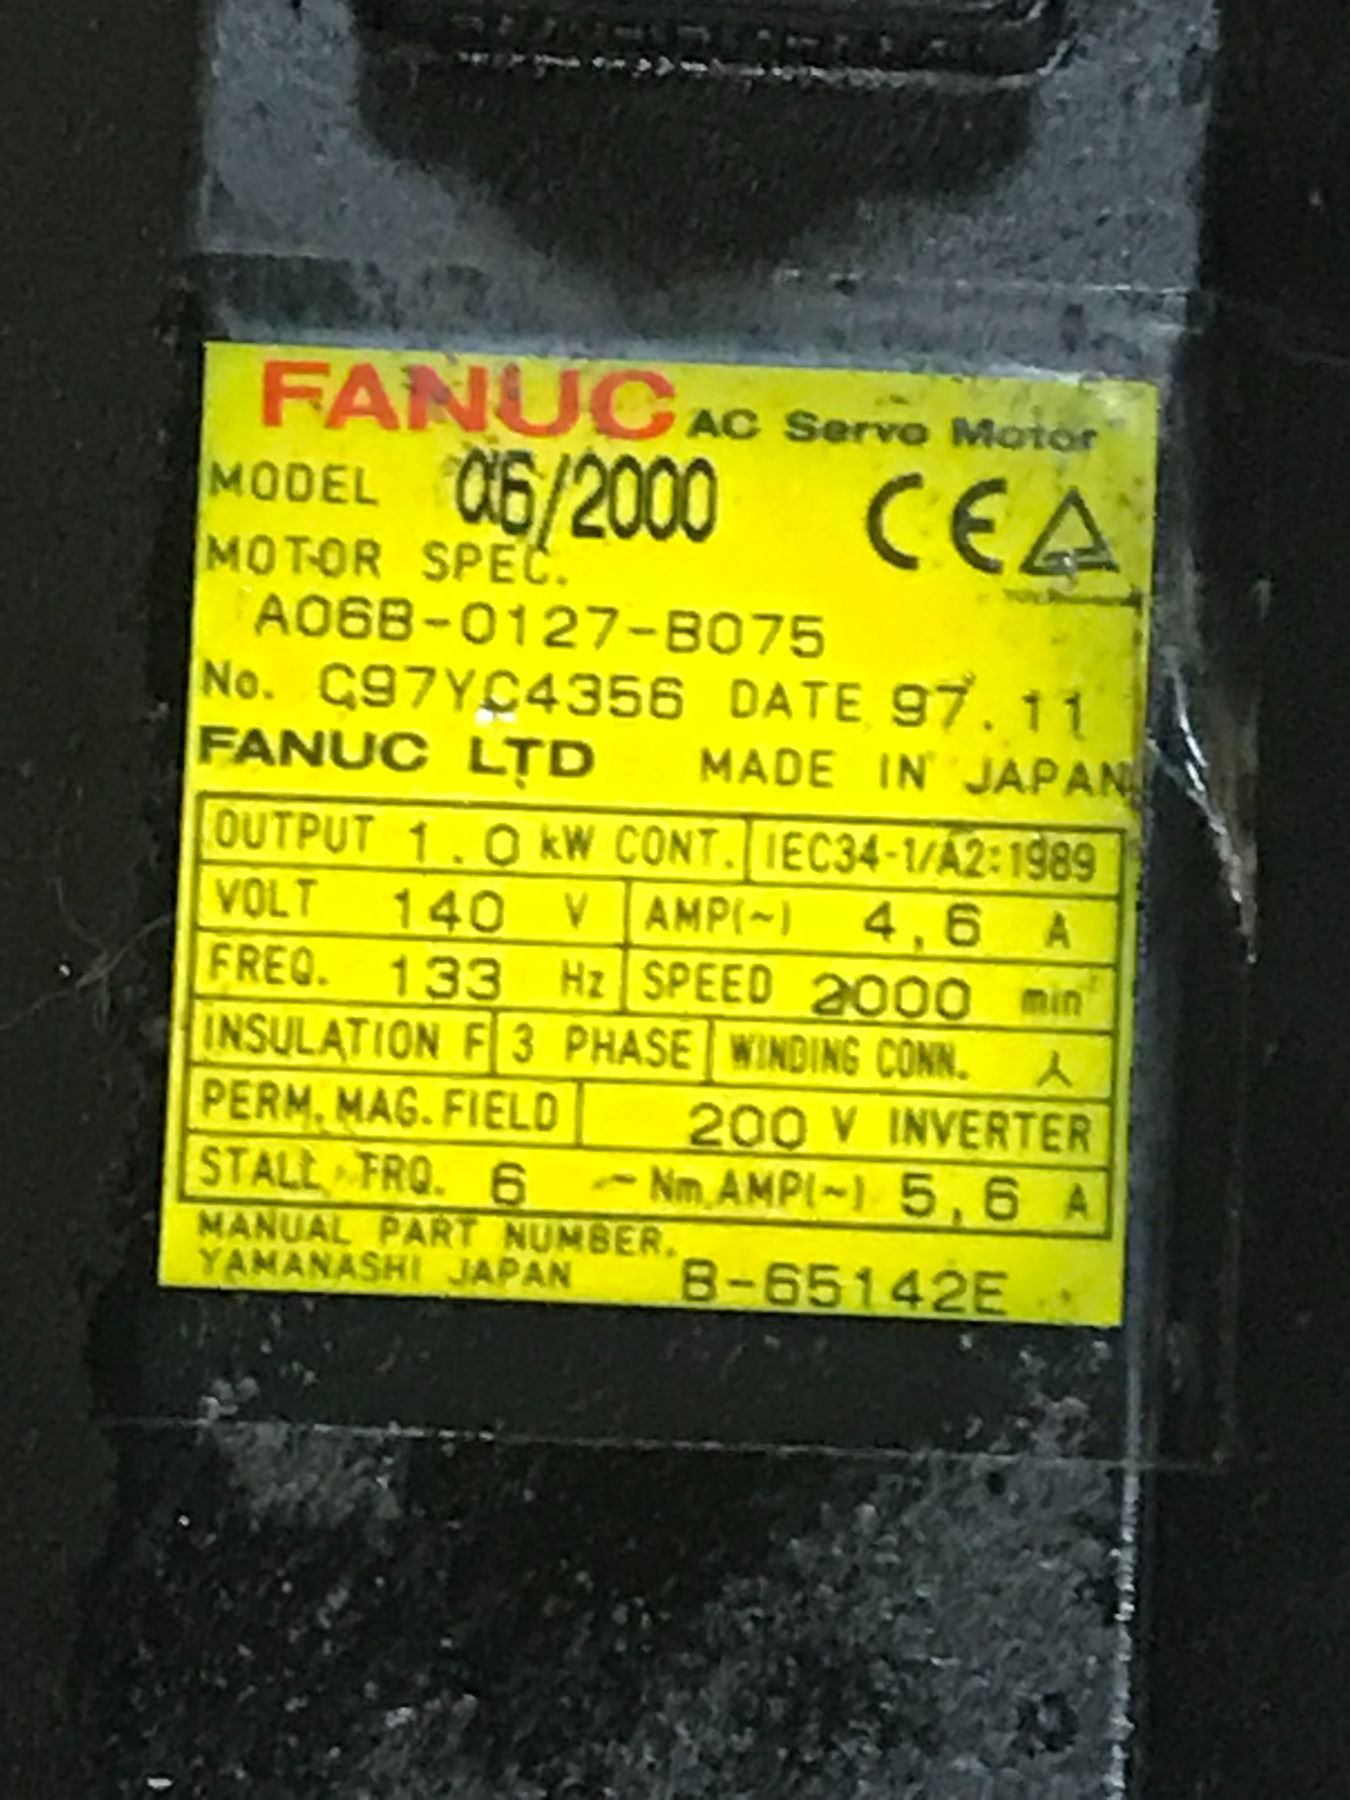 FANUC AC Servo Motor
MODEL α6/2000 CE
MOTOR SPEC.
A06B-0127-B075
No. C97YC4356 DATE 97.11
FANUC LTD MADE IN JAPAN
OUTPUT 1.0 kW CONT. IEC34-1/A2:1989
VOLT 140 V AMP(~) 4,6 A
FREQ. 133 Hz SPEED 2000 min⁻¹
INSULATION F 3 PHASE WINDING CONN. 人
PERM. MAG. FIELD 200 V INVERTER
STALL TRQ. 6 Nm AMP(~) 5,6 A
MANUAL PART NUMBER.
YAMANASHI JAPAN B-65142E